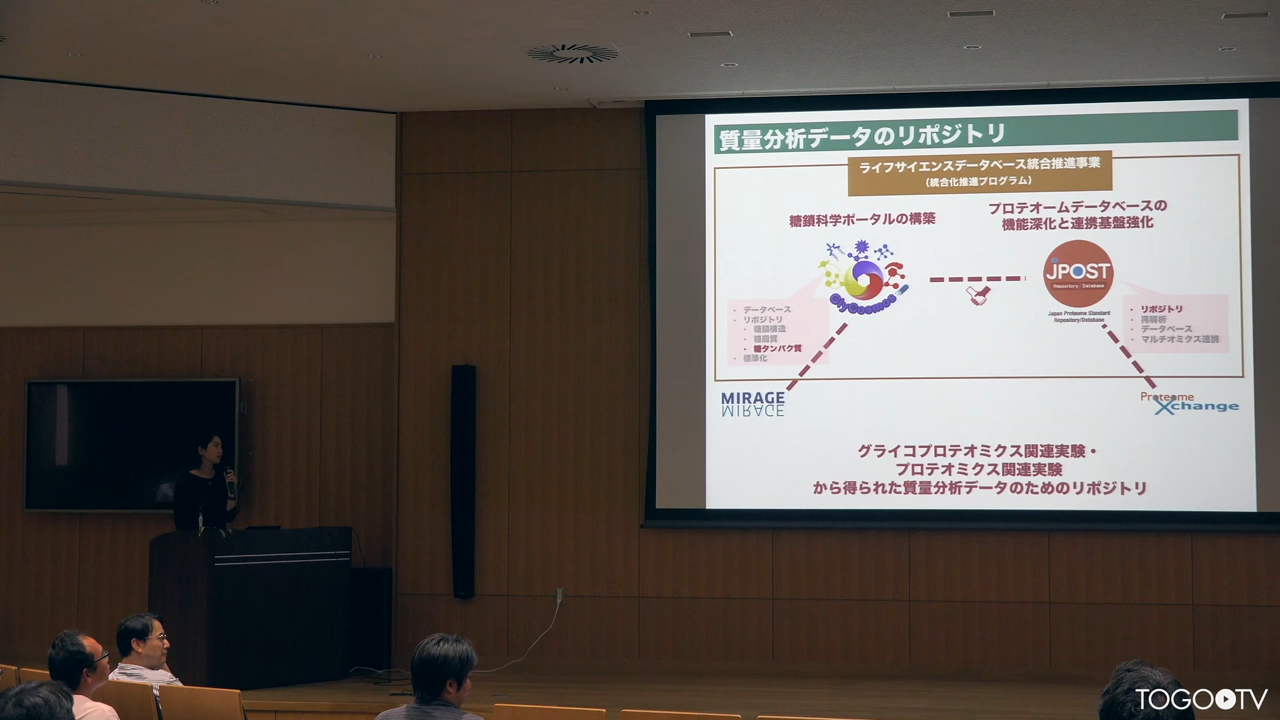 質量分析データのリポジトリ
ライフサイエンスデータベース統合推進事業
(統合化推進プログラム)
糖鎖科学ポータルの構築
プロテオームデータベースの
機能深化と連携基盤強化
GlyCosmos
JPOST
Repository/Database
Japan Proteome Standard
Repository/Database
・ データベース
・ リポジトリ
・ 糖鎖構造
・ 糖脂質
・ 糖タンパク質
・ 標準化
・ リポジトリ
・ 再解析
・ データベース
・ マルチオミクス連携
MIRAGE
MIRAGE
Proteome
Xchange
グライコプロテオミクス関連実験・
プロテオミクス関連実験
から得られた質量分析データのためのリポジトリ
TOGOTV